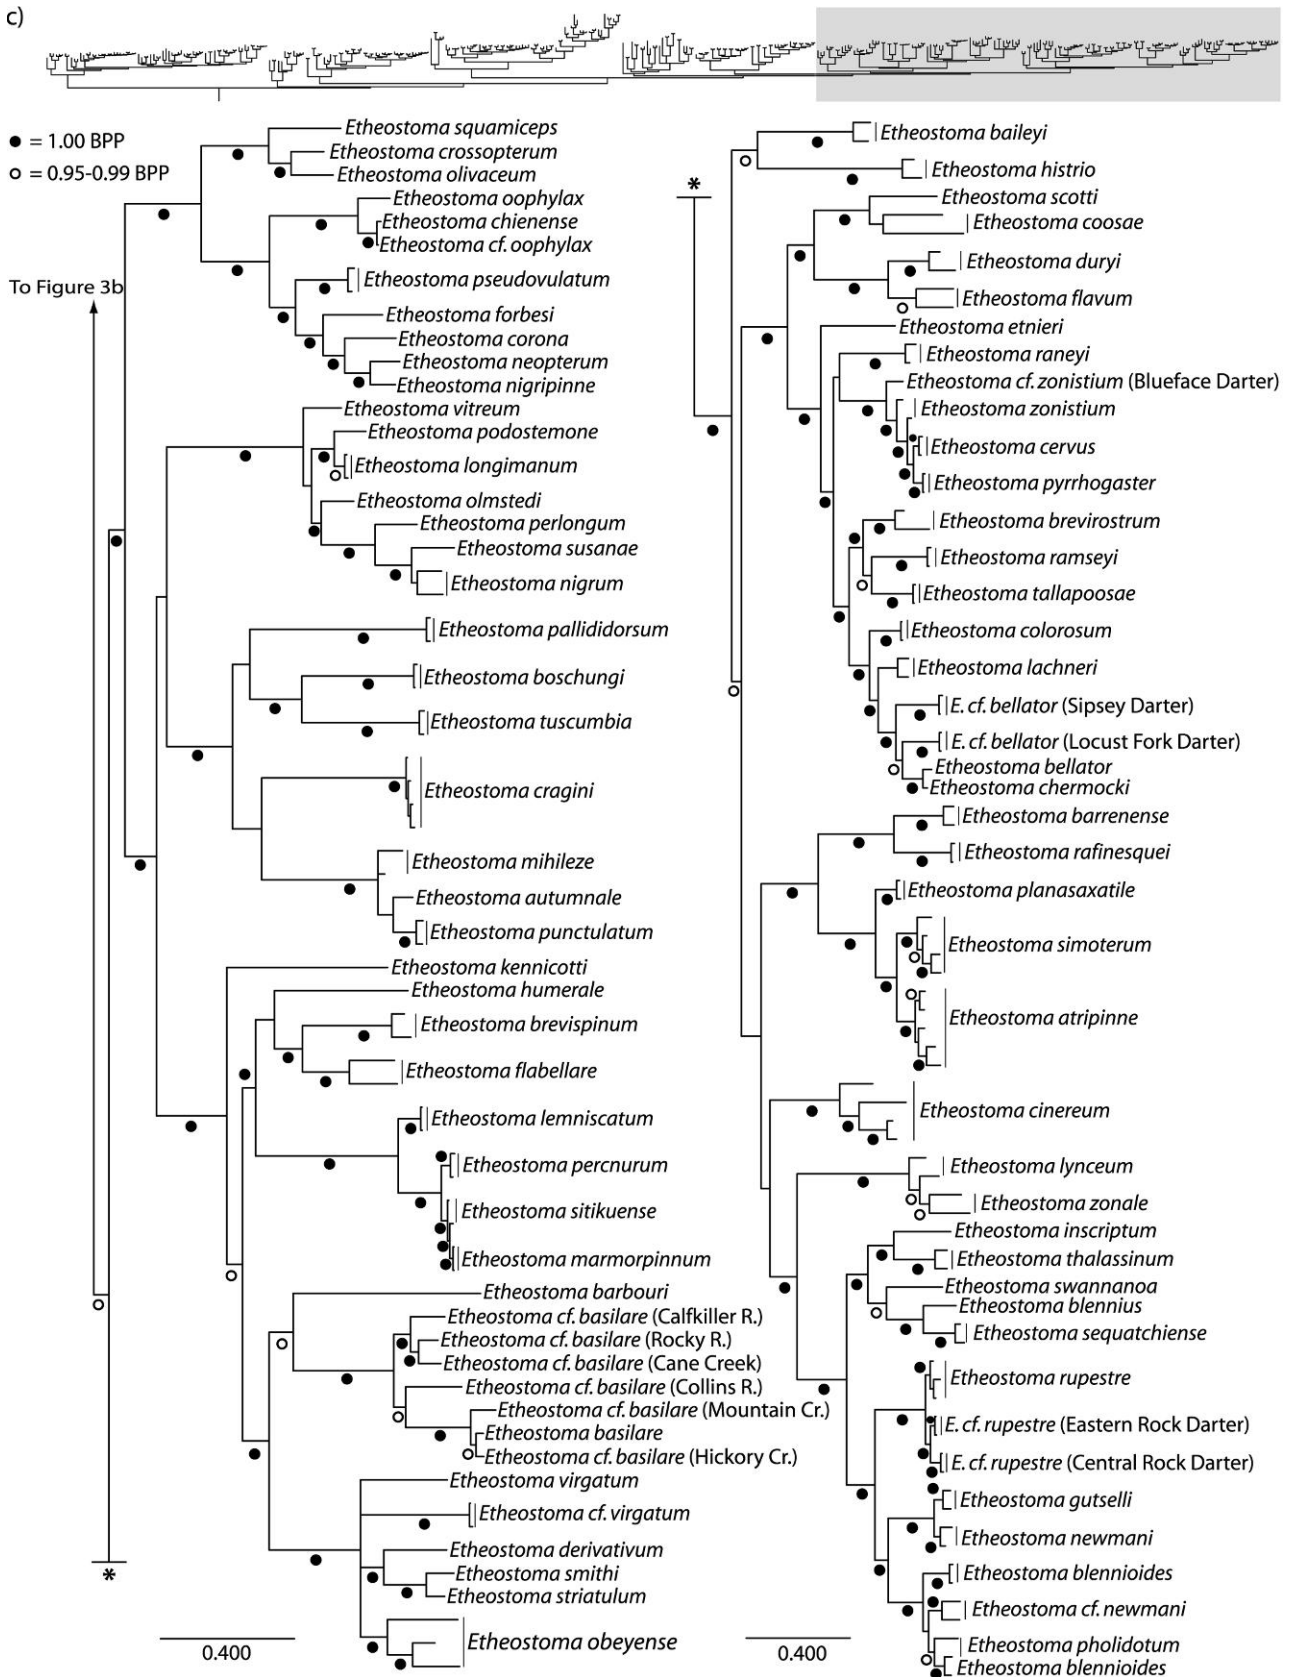 c)
● = 1.00 BPP
○ = 0.95-0.99 BPP
To Figure 3b
Etheostoma squamiceps
Etheostoma crossopterum
Etheostoma olivaceum
Etheostoma oophylax
Etheostoma chienense
Etheostoma cf. oophylax
Etheostoma pseudovulatum
Etheostoma forbesi
Etheostoma corona
Etheostoma neopterum
Etheostoma nigripinne
Etheostoma vitreum
Etheostoma podostemone
Etheostoma longimanum
Etheostoma olmstedi
Etheostoma perlongum
Etheostoma susanae
Etheostoma nigrum
Etheostoma pallididorsum
Etheostoma boschungi
Etheostoma tuscumbia
Etheostoma cragini
Etheostoma mihileze
Etheostoma autumnale
Etheostoma punctulatum
Etheostoma kennicotti
Etheostoma humerale
Etheostoma brevispinum
Etheostoma flabellare
Etheostoma lemniscatum
Etheostoma percnurum
Etheostoma sitikuense
Etheostoma marmorpinnum
Etheostoma barbouri
Etheostoma cf. basilare (Calfkiller R.)
Etheostoma cf. basilare (Rocky R.)
Etheostoma cf. basilare (Cane Creek)
Etheostoma cf. basilare (Collins R.)
Etheostoma cf. basilare (Mountain Cr.)
Etheostoma basilare
Etheostoma cf. basilare (Hickory Cr.)
Etheostoma virgatum
Etheostoma cf. virgatum
Etheostoma derivativum
Etheostoma smithi
Etheostoma striatulum
Etheostoma obeyense
*
0.400
*
Etheostoma baileyi
Etheostoma histrio
Etheostoma scotti
Etheostoma coosae
Etheostoma duryi
Etheostoma flavum
Etheostoma etnieri
Etheostoma raneyi
Etheostoma cf. zonistium (Blueface Darter)
Etheostoma zonistium
Etheostoma cervus
Etheostoma pyrrhogaster
Etheostoma brevirostrum
Etheostoma ramseyi
Etheostoma tallapoosae
Etheostoma colorosum
Etheostoma lachneri
E. cf. bellator (Sipsey Darter)
E. cf. bellator (Locust Fork Darter)
Etheostoma bellator
Etheostoma chermocki
Etheostoma barrenense
Etheostoma rafinesquei
Etheostoma planasaxatile
Etheostoma simoterum
Etheostoma atripinne
Etheostoma cinereum
Etheostoma lynceum
Etheostoma zonale
Etheostoma inscriptum
Etheostoma thalassinum
Etheostoma swannanoa
Etheostoma blennius
Etheostoma sequatchiense
Etheostoma rupestre
E. cf. rupestre (Eastern Rock Darter)
E. cf. rupestre (Central Rock Darter)
Etheostoma gutselli
Etheostoma newmani
Etheostoma blennioides
Etheostoma cf. newmani
Etheostoma pholidotum
Etheostoma blennioides
0.400